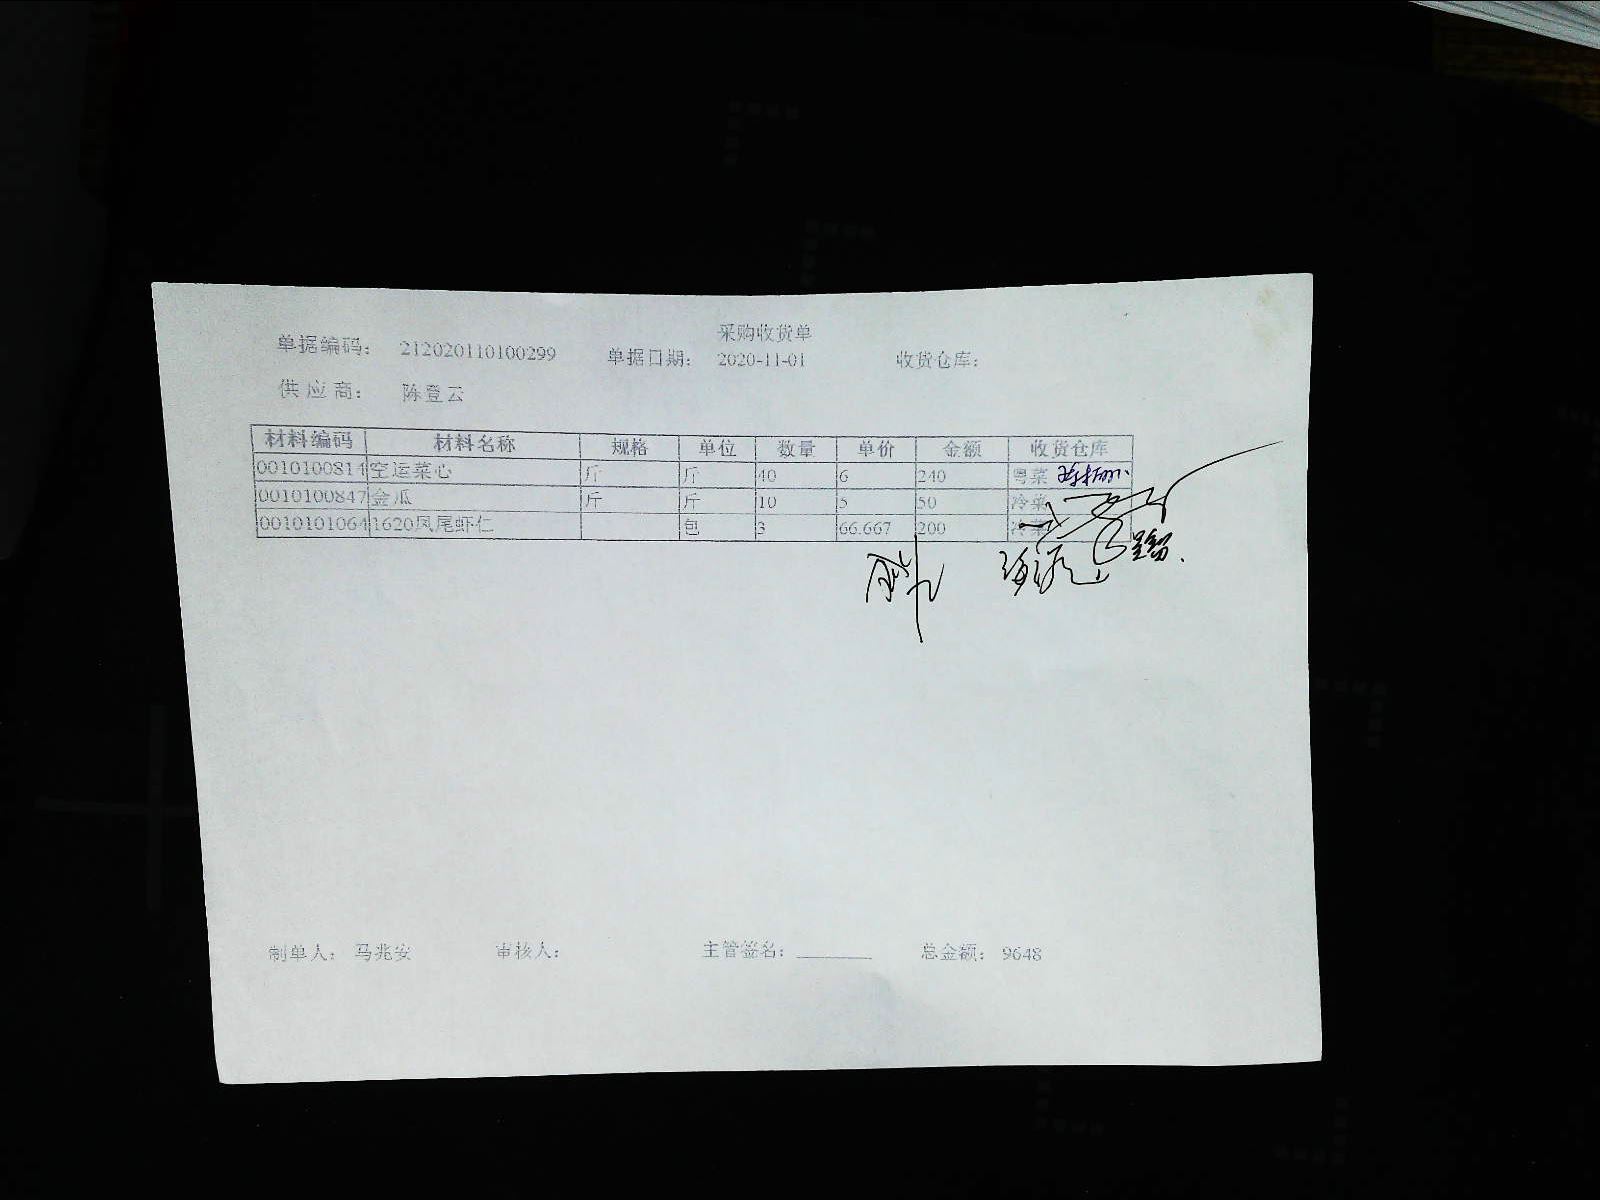 采购收货单
单据编码： 212020110100299 单据日期： 2020-11-01 收货仓库：
供应商： 陈登云
材料编码 材料名称 规格 单位 数量 单价 金额 收货仓库
0010100814 空运菜心 斤 斤 40 6 240 粤菜
0010100847 金瓜 斤 斤 10 5 50 冷菜
0010101064 1620凤尾虾仁 包 3 66.667 200 冷菜
制单人： 马兆安 审核人： 主管签名： 总金额： 9648